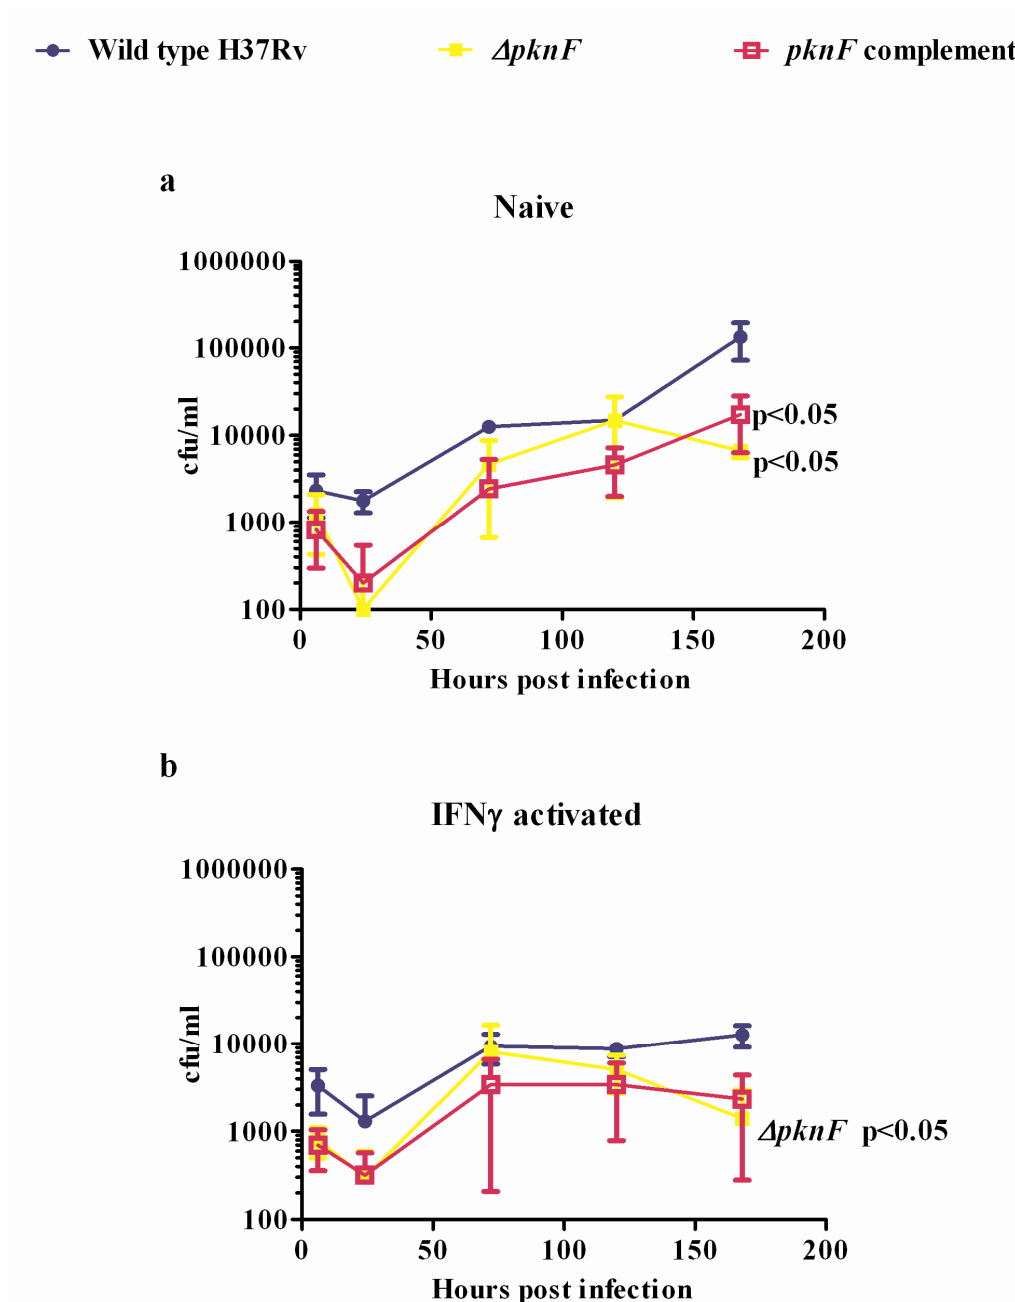 Wild type H37Rv ΔpknF pknF complement
a
Naive
1000000
100000
10000
1000
100
cfu/ml
p<0.05
p<0.05
0 50 100 150 200
Hours post infection
b
IFNγ activated
1000000
100000
10000
1000
100
cfu/ml
ΔpknF p<0.05
0 50 100 150 200
Hours post infection